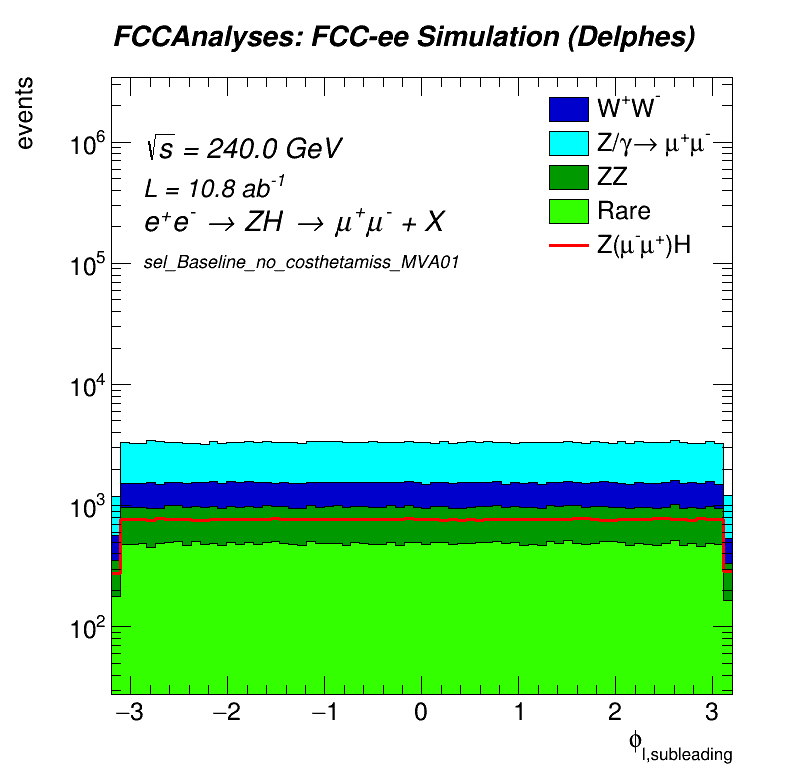 FCCAnalyses: FCC-ee Simulation (Delphes)
events
√s = 240.0 GeV
L = 10.8 ab⁻¹
e⁺e⁻ → ZH → μ⁺μ⁻ + X
sel_Baseline_no_costhetamiss_MVA01
W⁺W⁻
Z/γ→ μ⁺μ⁻
ZZ
Rare
Z(μ⁻μ⁺)H
10⁶
10⁵
10⁴
10³
10²
−3 −2 −1 0 1 2 3
ϕl,subleading